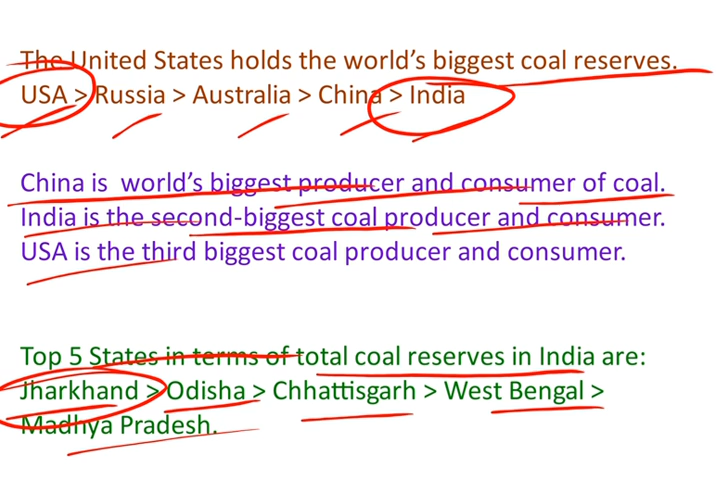 The United States holds the world's biggest coal reserves.
USA > Russia > Australia > China > India
China is  world's biggest producer and consumer of coal.
India is the second-biggest coal producer and consumer.
USA is the third biggest coal producer and consumer.
Top 5 States in terms of total coal reserves in India are:
Jharkhand > Odisha > Chhattisgarh > West Bengal >
Madhya Pradesh.